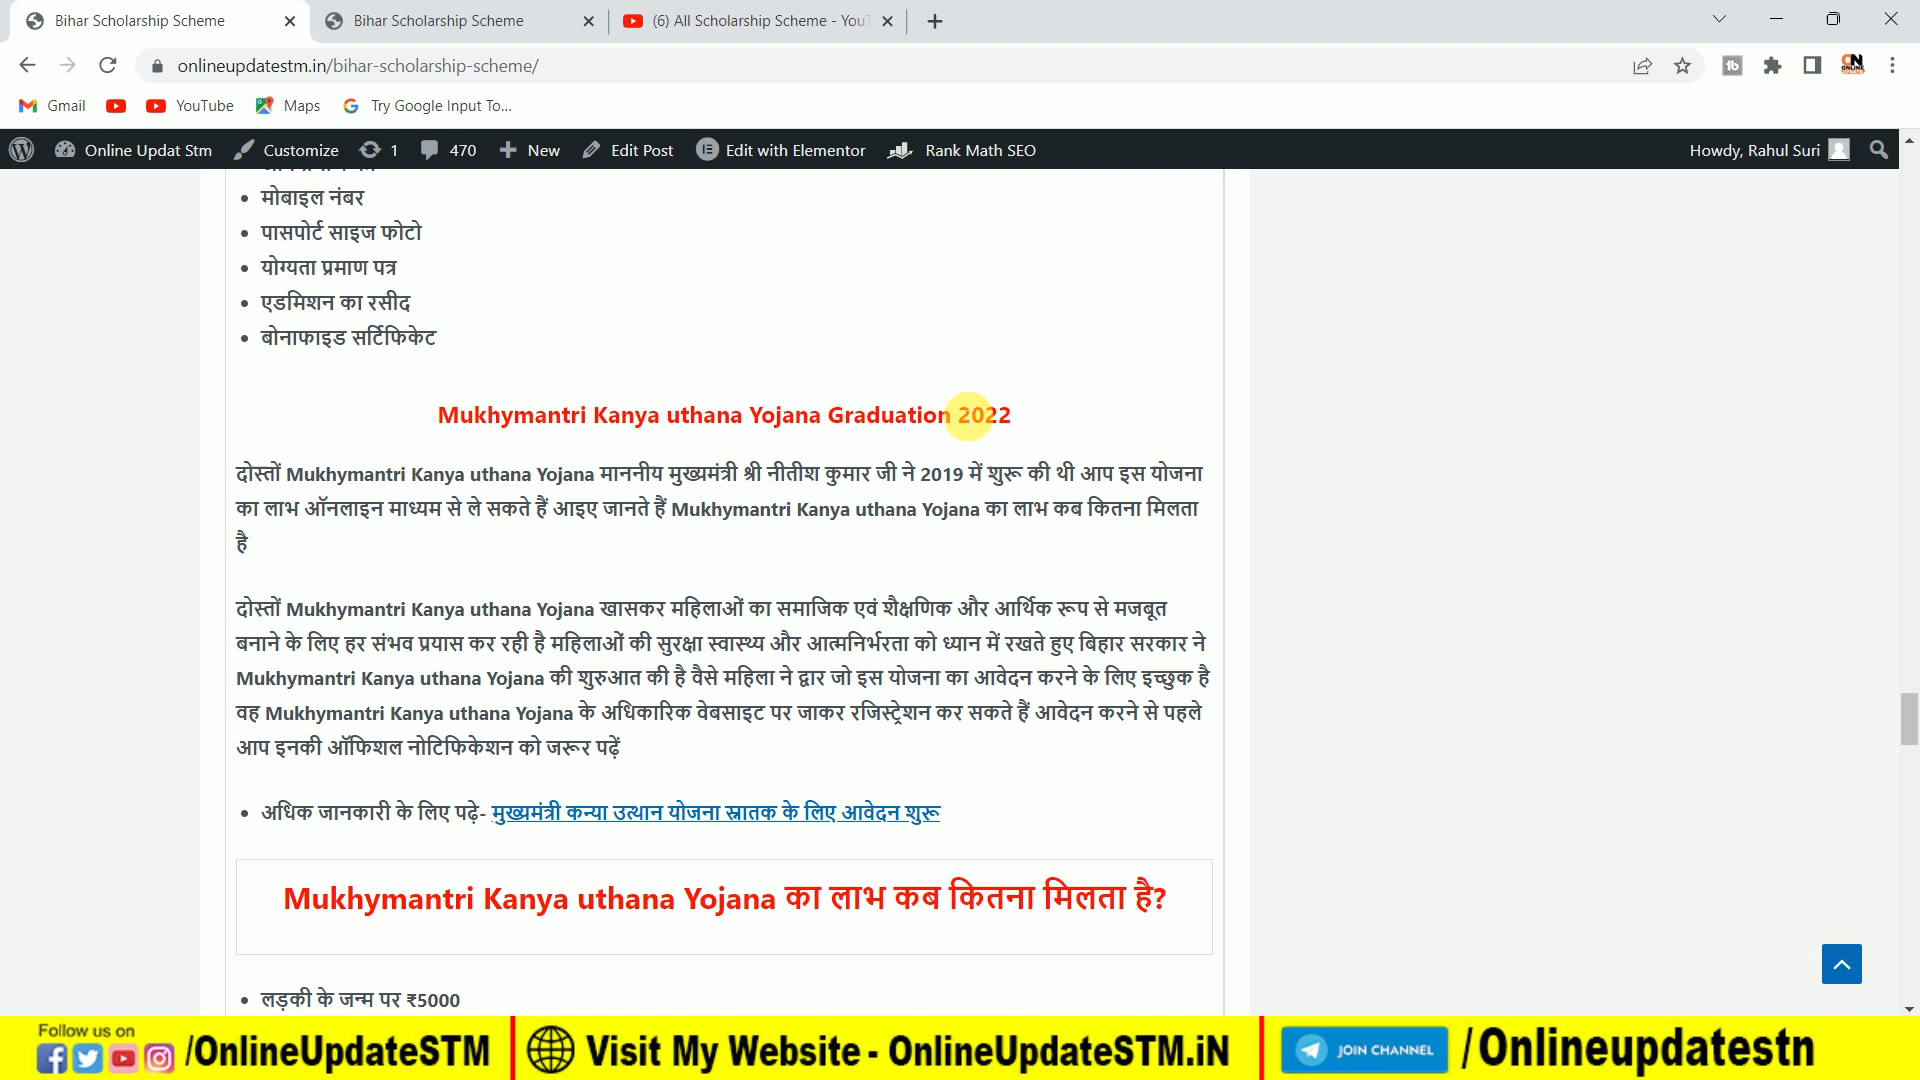 Bihar Scholarship Scheme
Bihar Scholarship Scheme
(6) All Scholarship Scheme - YouT
onlineupdatestm.in/bihar-scholarship-scheme/
Gmail
YouTube
Maps
Try Google Input To...
Online Updat Stm
Customize
1
470
New
Edit Post
Edit with Elementor
Rank Math SEO
Howdy, Rahul Suri
• मोबाइल नंबर
• पासपोर्ट साइज फोटो
• योग्यता प्रमाण पत्र
• एडमिशन का रसीद
• बोनाफाइड सर्टिफिकेट
Mukhymantri Kanya uthana Yojana Graduation 2022
दोस्तों Mukhymantri Kanya uthana Yojana माननीय मुख्यमंत्री श्री नीतीश कुमार जी ने 2019 में शुरू की थी आप इस योजना
का लाभ ऑनलाइन माध्यम से ले सकते हैं आइए जानते हैं Mukhymantri Kanya uthana Yojana का लाभ कब कितना मिलता
है
दोस्तों Mukhymantri Kanya uthana Yojana खासकर महिलाओं का समाजिक एवं शैक्षणिक और आर्थिक रूप से मजबूत
बनाने के लिए हर संभव प्रयास कर रही है महिलाओं की सुरक्षा स्वास्थ्य और आत्मनिर्भरता को ध्यान में रखते हुए बिहार सरकार ने
Mukhymantri Kanya uthana Yojana की शुरुआत की है वैसे महिला ने द्वार जो इस योजना का आवेदन करने के लिए इच्छुक है
वह Mukhymantri Kanya uthana Yojana के अधिकारिक वेबसाइट पर जाकर रजिस्ट्रेशन कर सकते हैं आवेदन करने से पहले
आप इनकी ऑफिशल नोटिफिकेशन को जरूर पढ़ें
• अधिक जानकारी के लिए पढ़े- मुख्यमंत्री कन्या उत्थान योजना स्नातक के लिए आवेदन शुरू
Mukhymantri Kanya uthana Yojana का लाभ कब कितना मिलता है?
• लड़की के जन्म पर ₹5000
Follow us on
/OnlineUpdateSTM
Visit My Website - OnlineUpdateSTM.iN
JOIN CHANNEL
/Onlineupdatestn